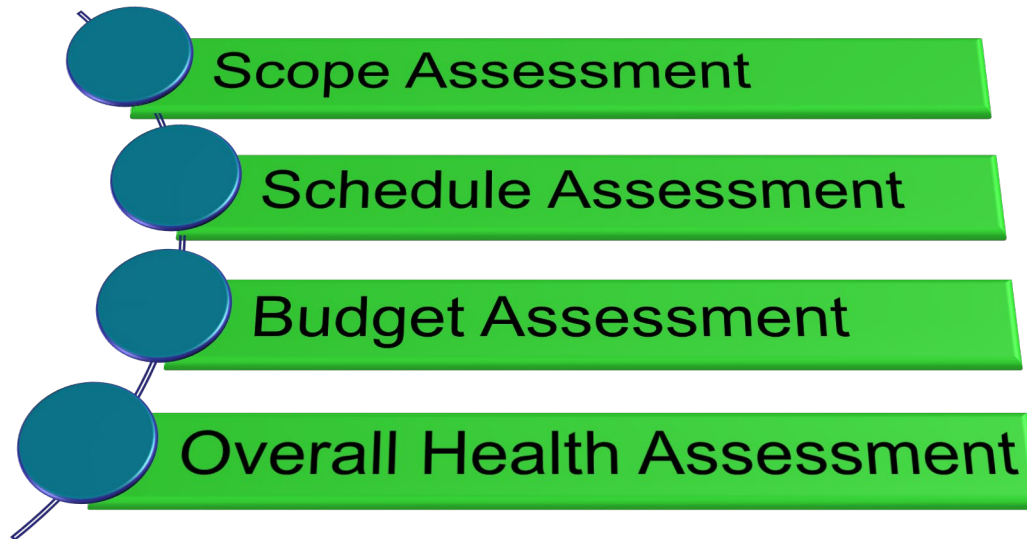 Scope Assessment
Schedule Assessment
Budget Assessment
Overall Health Assessment